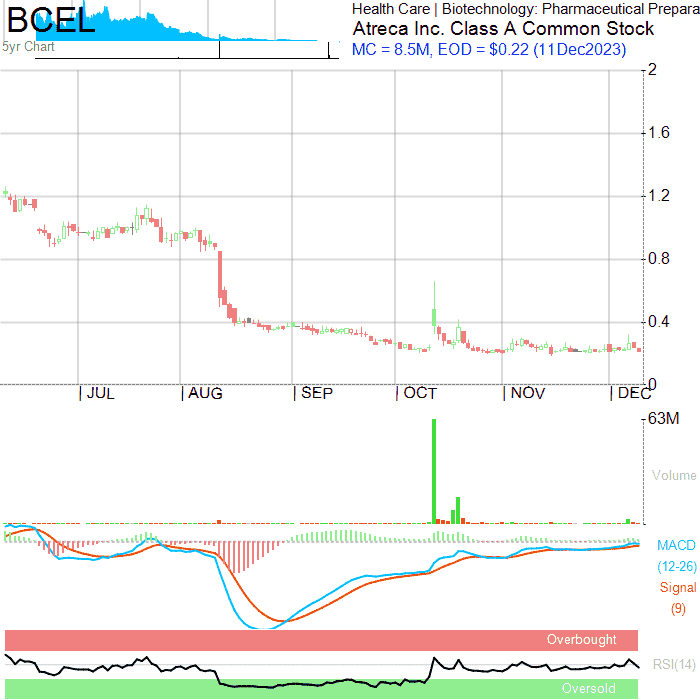 BCEL
Health Care | Biotechnology: Pharmaceutical Prepara
Atreca Inc. Class A Common Stock
5yr Chart
MC = 8.5M, EOD = $0.22 (11Dec2023)
2
1.6
1.2
0.8
0.4
0
| JUL | AUG | SEP | OCT | NOV | DEC
63M
Volume
MACD
(12-26)
Signal
(9)
Overbought
RSI(14)
Oversold